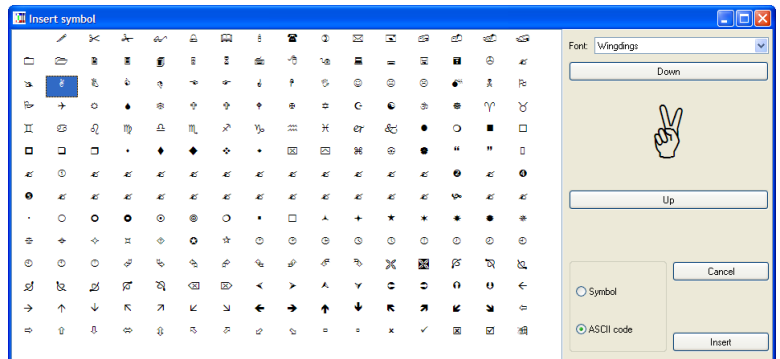 Insert symbol
Font: Wingdings
Down
Up
Cancel
Symbol
ASCII code
Insert